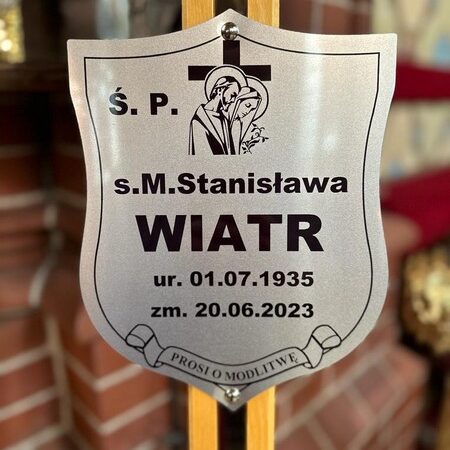 Ś. P.
s.M.Stanisława
WIATR
ur. 01.07.1935
zm. 20.06.2023
PROSI O MODLITWĘ